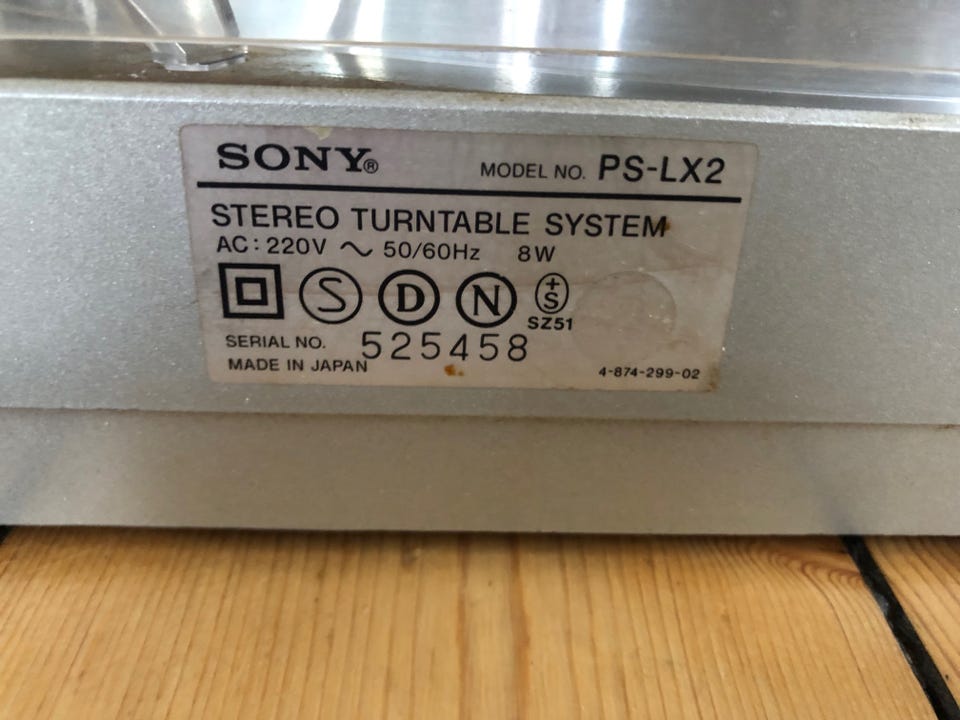 SONY® MODEL NO. PS-LX2
STEREO TURNTABLE SYSTEM
AC: 220V ~ 50/60Hz 8W
S D N +S
SZ51
SERIAL NO. 525458
MADE IN JAPAN 4-874-299-02